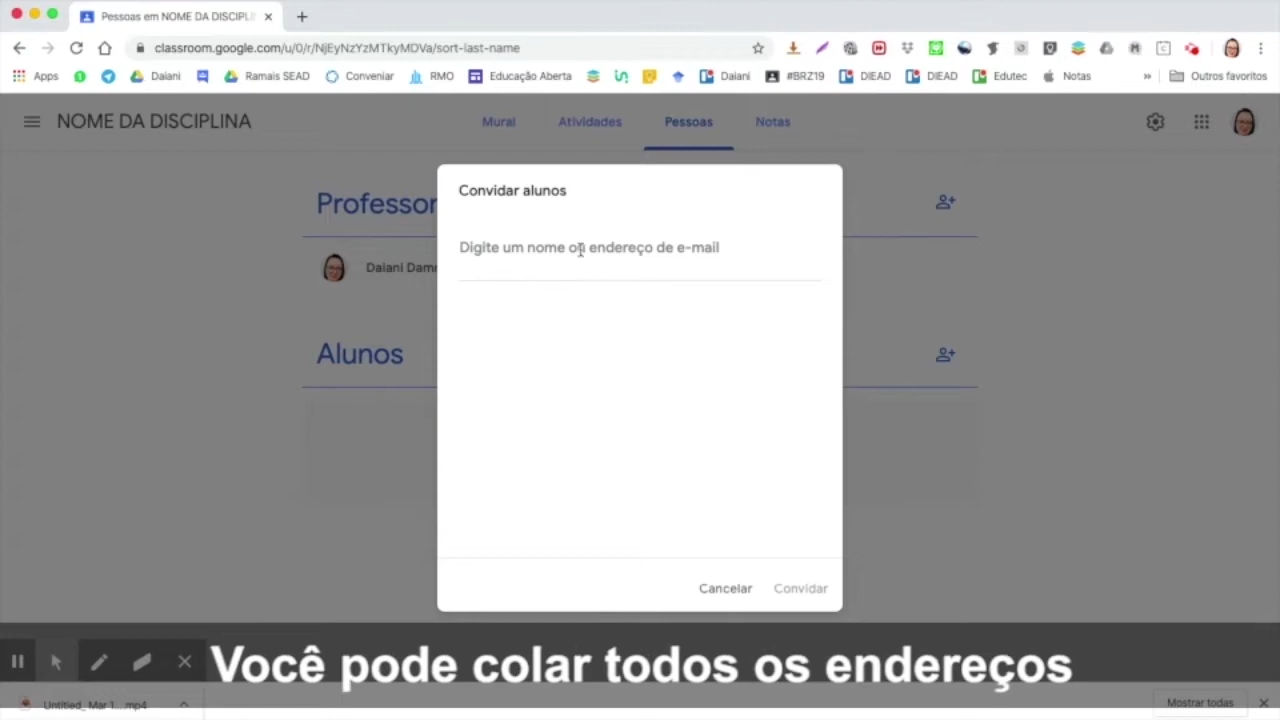 Pessoas em NOME DA DISCIPLI
classroom.google.com/u/0/r/NjEyNzYzMTkyMDVa/sort-last-name
Apps Daiani Ramais SEAD Conveniar RMO Educação Aberta Daiani #BRZ19 DIEAD DIEAD Edutec Notas » Outros favoritos
NOME DA DISCIPLINA Mural Atividades Pessoas Notas
Convidar alunos
Professor
Digite um nome ou endereço de e-mail
Daiani Damm
Alunos
Cancelar Convidar
Você pode colar todos os endereços
Untitled_ Mar 1....mp4 Mostrar todas